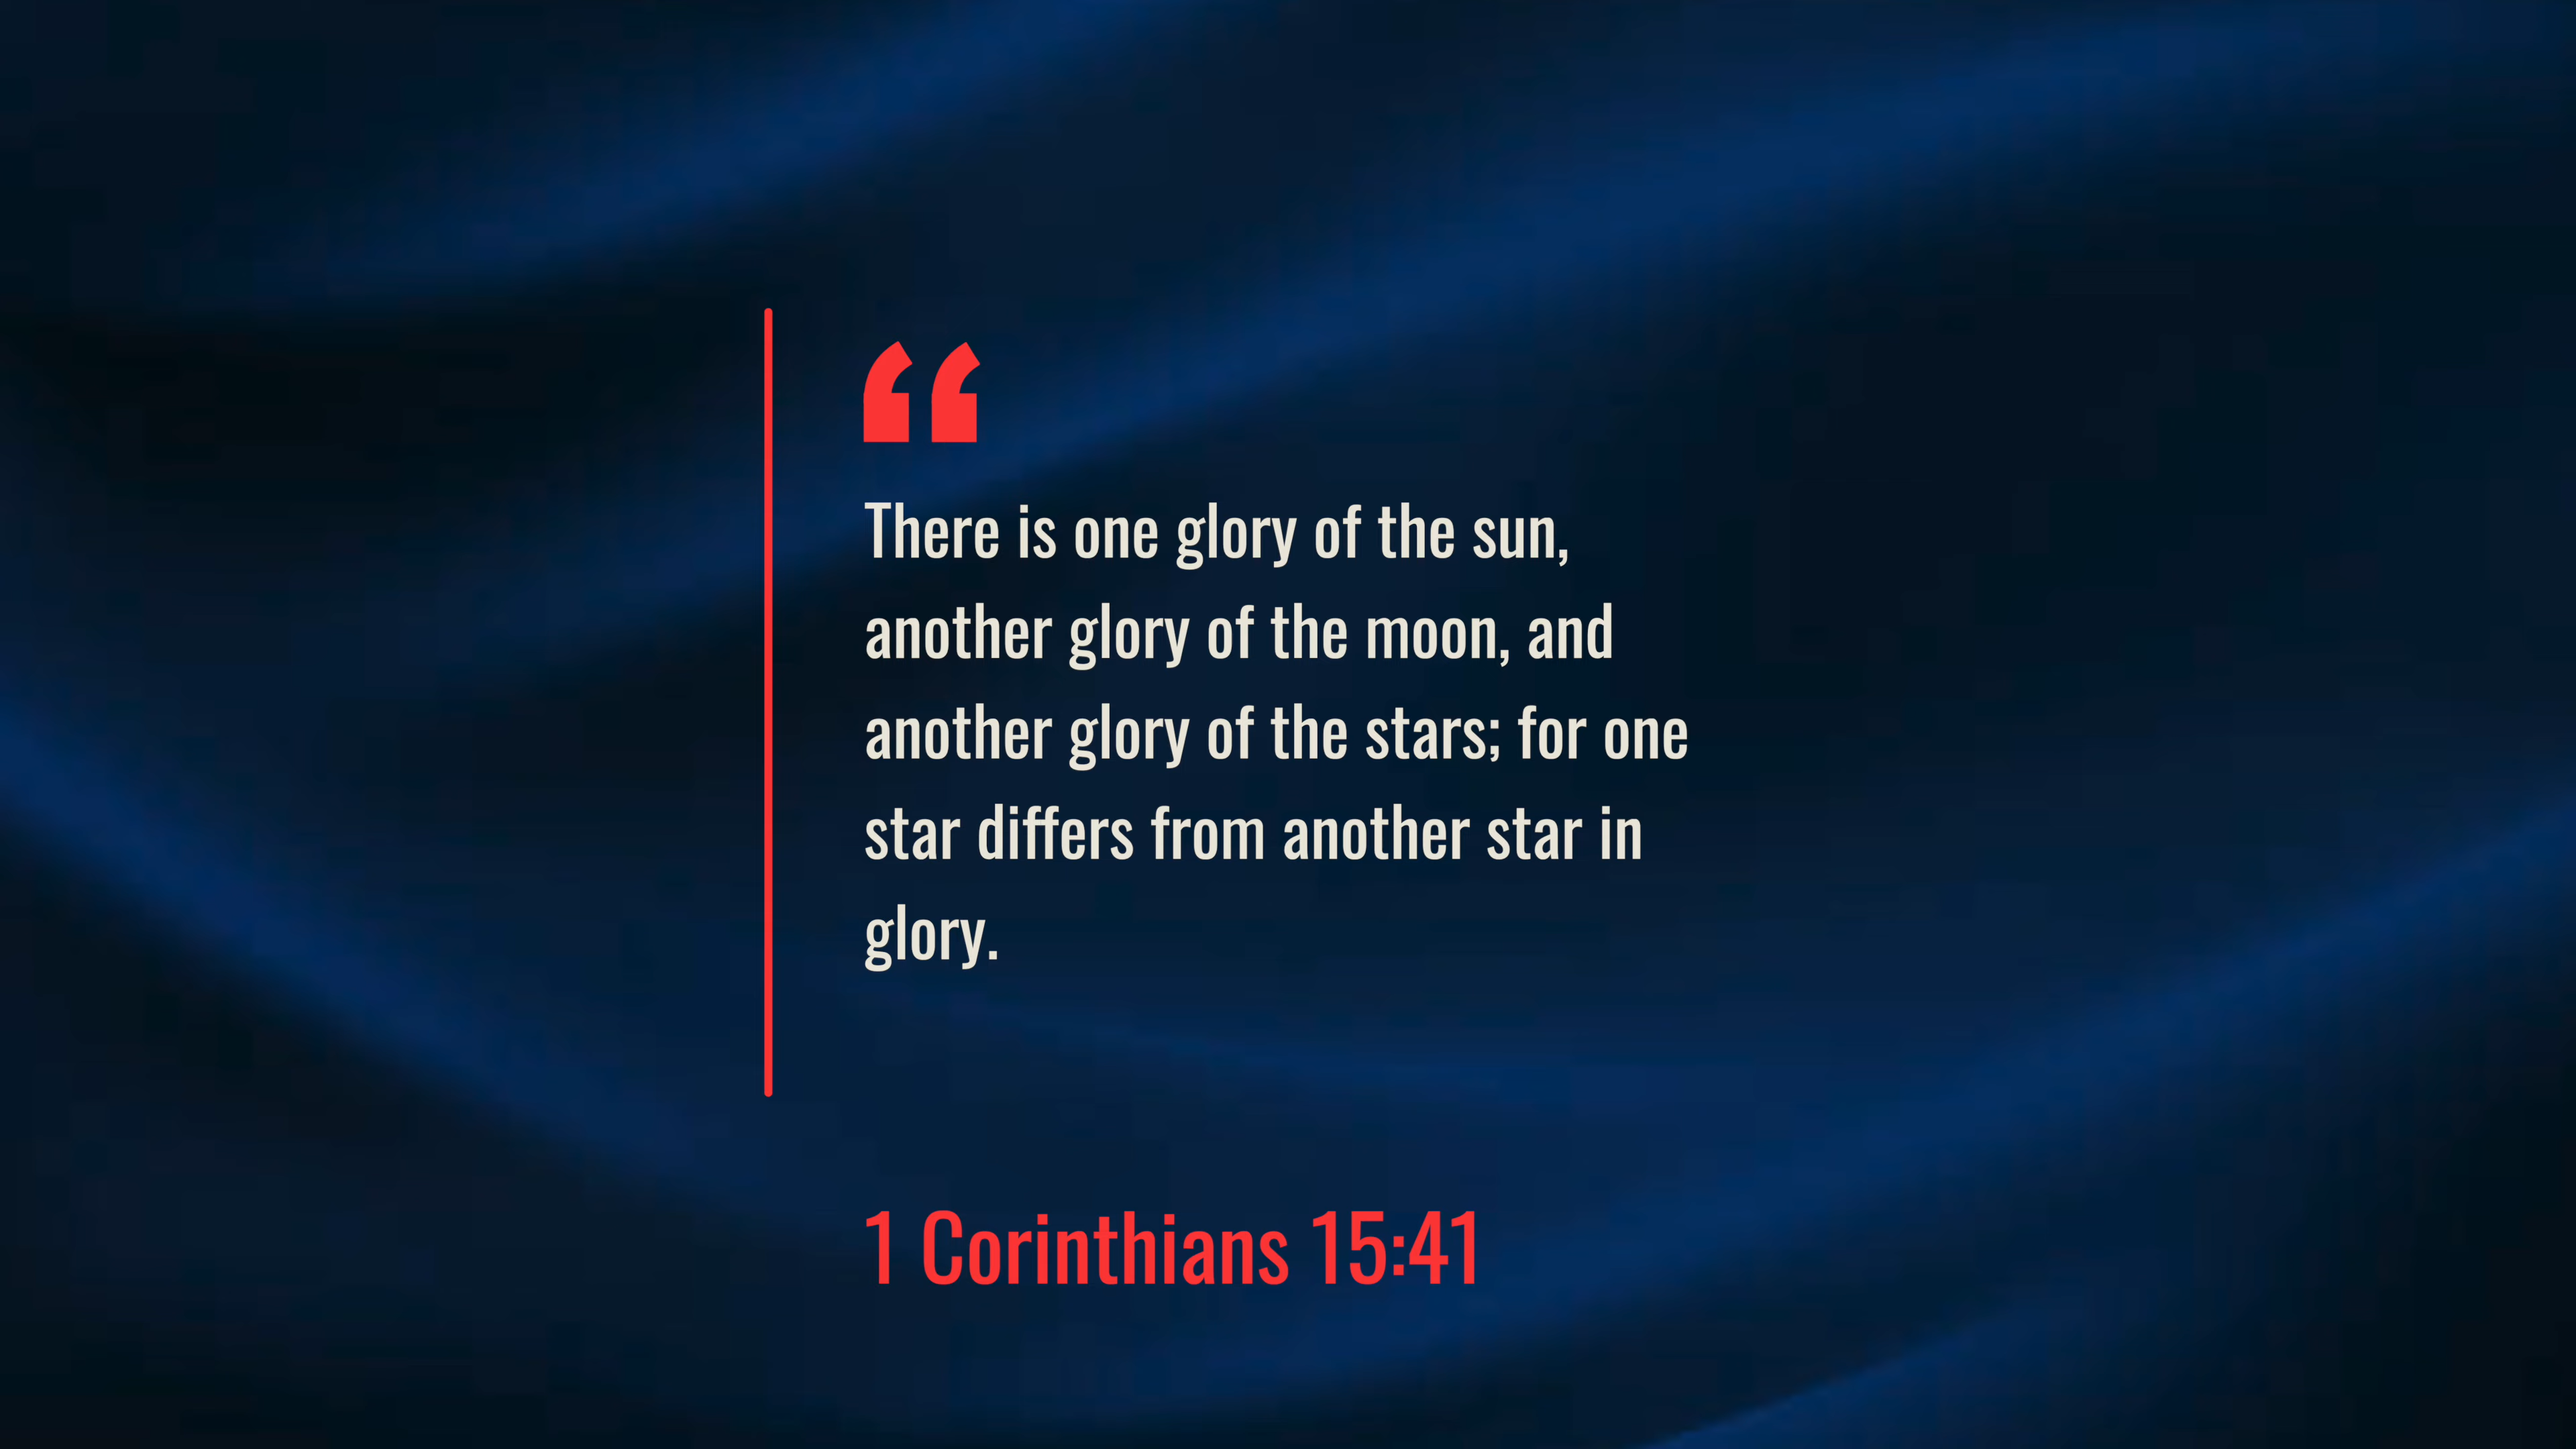 “
There is one glory of the sun,
another glory of the moon, and
another glory of the stars; for one
star differs from another star in
glory.
1 Corinthians 15:41